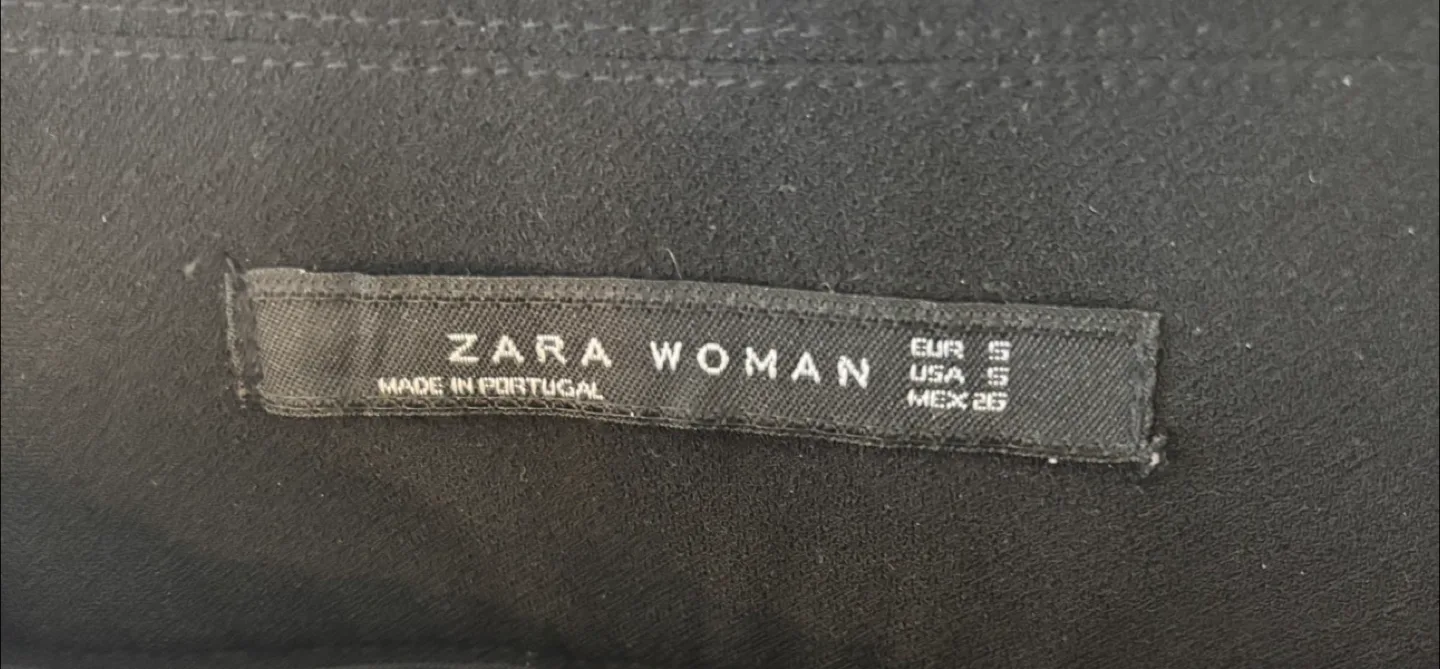 ZARA WOMAN
MADE IN PORTUGAL
EUR S
USA S
MEX 26